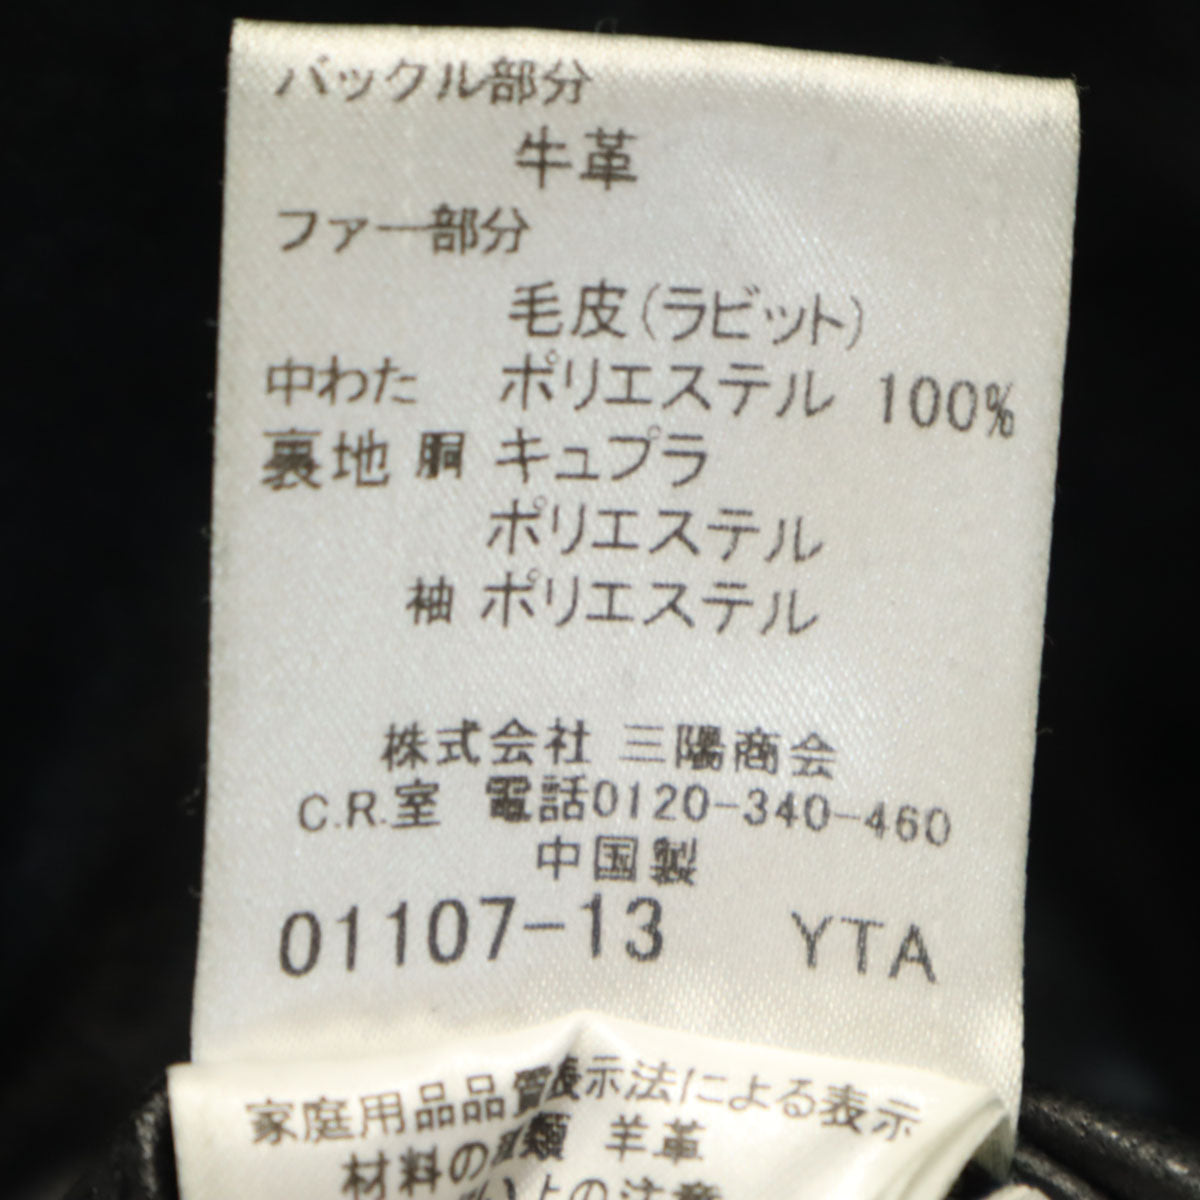 バックル部分
牛革
ファー部分
毛皮(ラビット)
中わた ポリエステル 100%
裏地 胴 キュプラ
ポリエステル
袖 ポリエステル
株式会社 三陽商会
C.R.室 電話0120-340-460
中国製
01107-13 YTA
家庭用品品質表示法による表示
材料の種類 羊革
上の注意